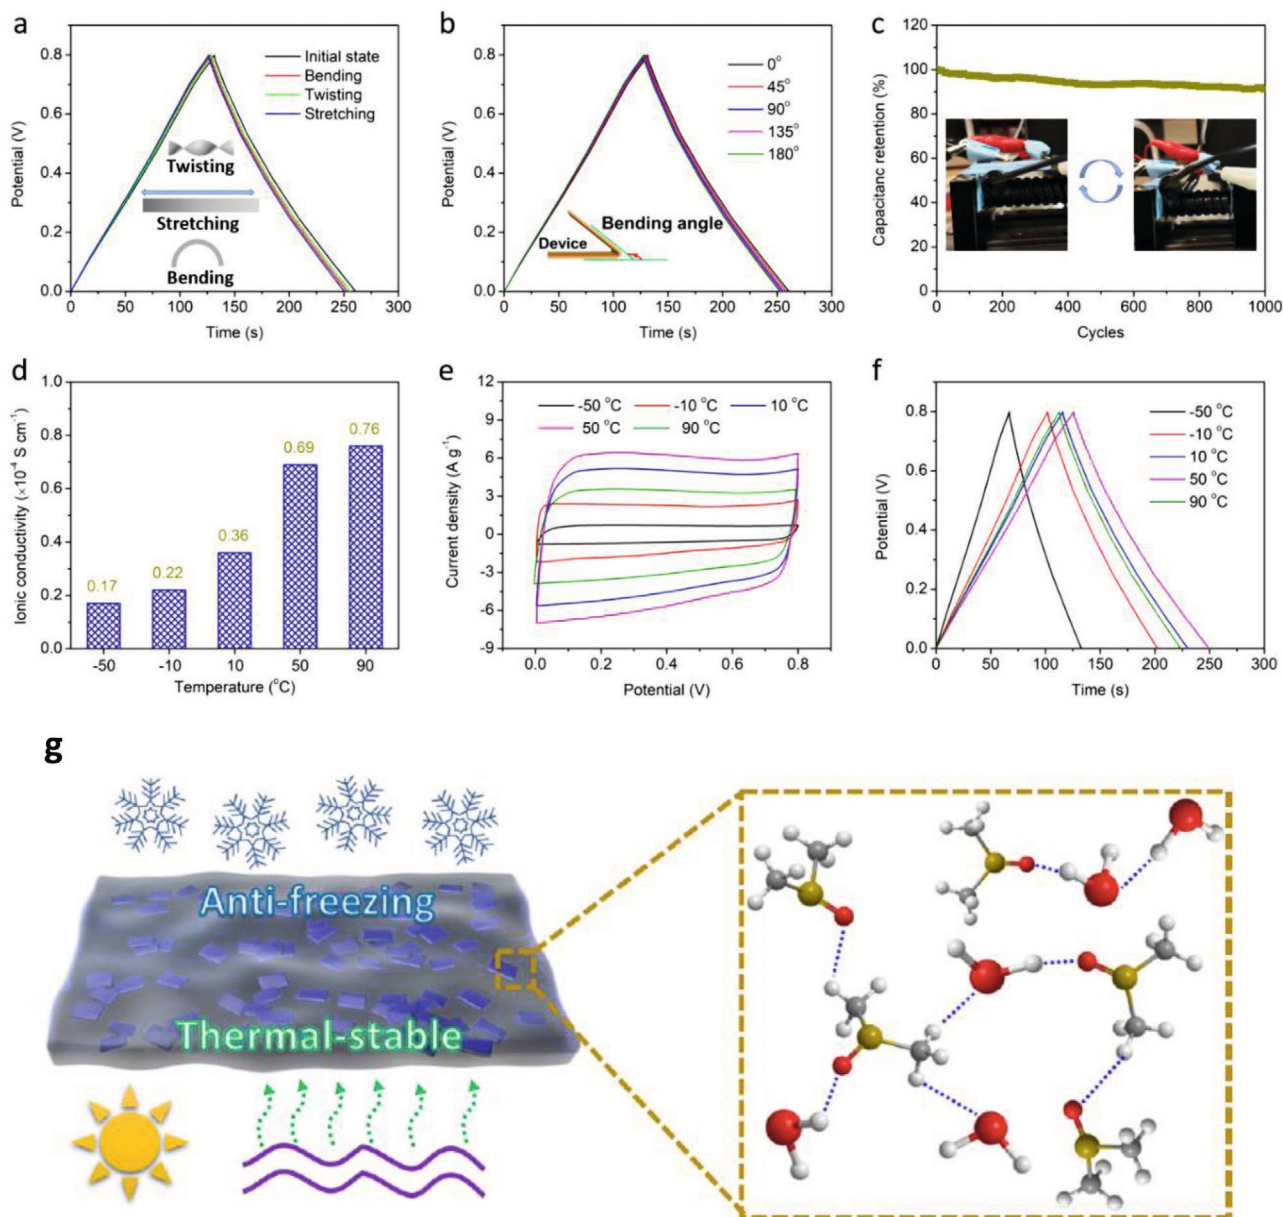 a
0.8
0.6
0.4
0.2
0.0
Potential (V)
Initial state
Bending
Twisting
Stretching
Twisting
Stretching
Bending
0 50 100 150 200 250 300
Time (s)
b
0.8
0.6
0.4
0.2
0.0
Potential (V)
0°
45°
90°
135°
180°
Bending angle
Device
0 50 100 150 200 250 300
Time (s)
c
120
100
80
60
40
20
0
Capacitanc retention (%)
0 200 400 600 800 1000
Cycles
d
1.0
0.8
0.6
0.4
0.2
0.0
Ionic conductivity (×10⁻⁴ S cm⁻¹)
0.17
0.22
0.36
0.69
0.76
-50 -10 10 50 90
Temperature (°C)
e
12
9
6
3
0
-3
-6
-9
Current density (A g⁻¹)
-50 °C -10 °C 10 °C
50 °C 90 °C
0.0 0.2 0.4 0.6 0.8
Potential (V)
f
0.8
0.6
0.4
0.2
0.0
Potential (V)
-50 °C
-10 °C
10 °C
50 °C
90 °C
0 50 100 150 200 250 300
Time (s)
g
Anti-freezing
Thermal-stable